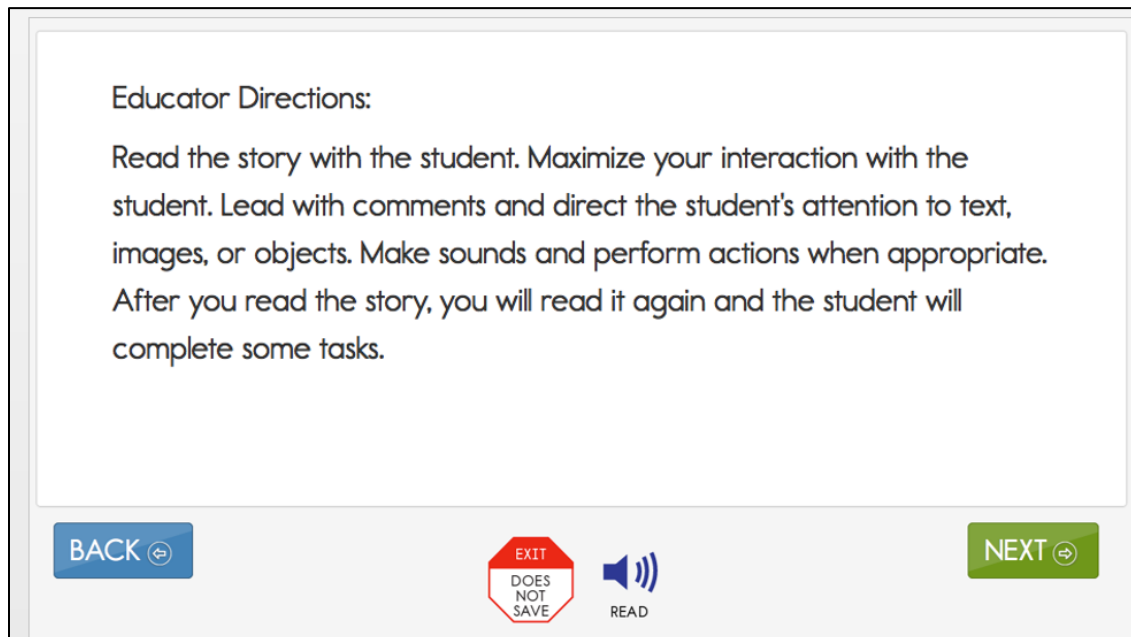 Educator Directions:
Read the story with the student. Maximize your interaction with the
student. Lead with comments and direct the student's attention to text,
images, or objects. Make sounds and perform actions when appropriate.
After you read the story, you will read it again and the student will
complete some tasks.
BACK
EXIT
DOES
NOT
SAVE
READ
NEXT